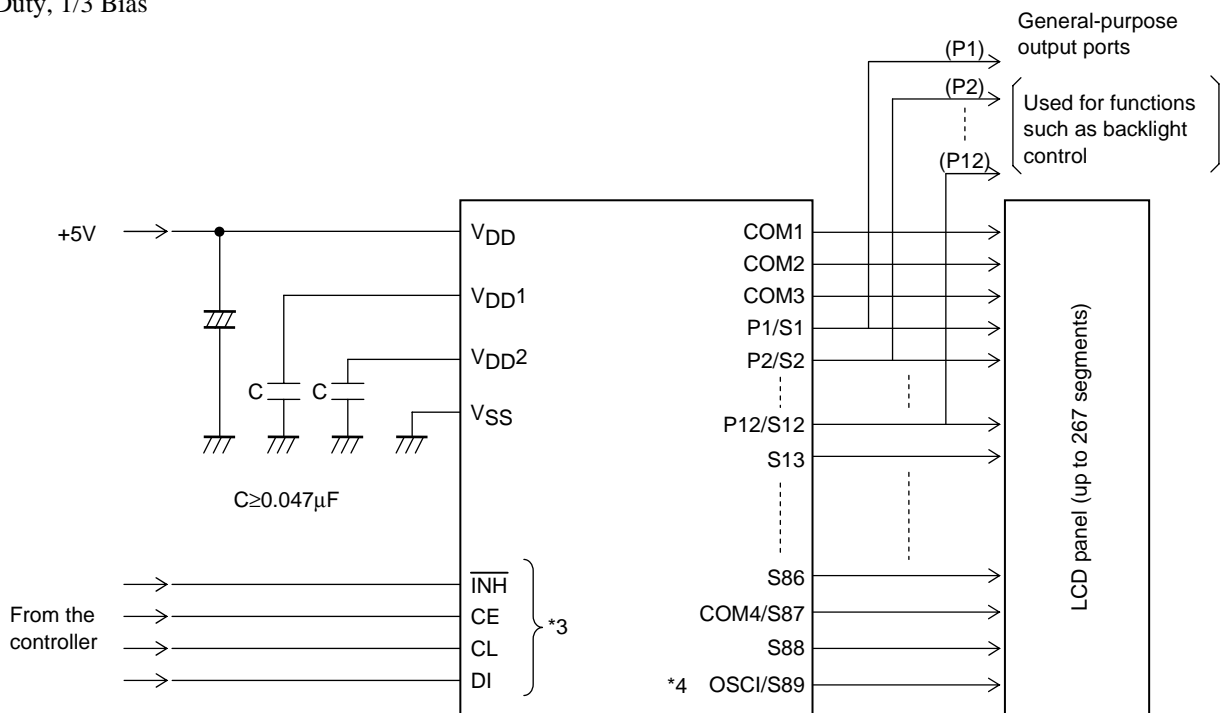 Duty, 1/3 Bias
General-purpose
output ports
(P1)
(P2)
Used for functions
such as backlight
control
(P12)
+5V
VDD
VDD1
VDD2
VSS
C
C
C≥0.047μF
COM1
COM2
COM3
P1/S1
P2/S2
P12/S12
S13
S86
COM4/S87
S88
*4 OSCI/S89
LCD panel (up to 267 segments)
From the
controller
INH
CE
CL
DI
*3